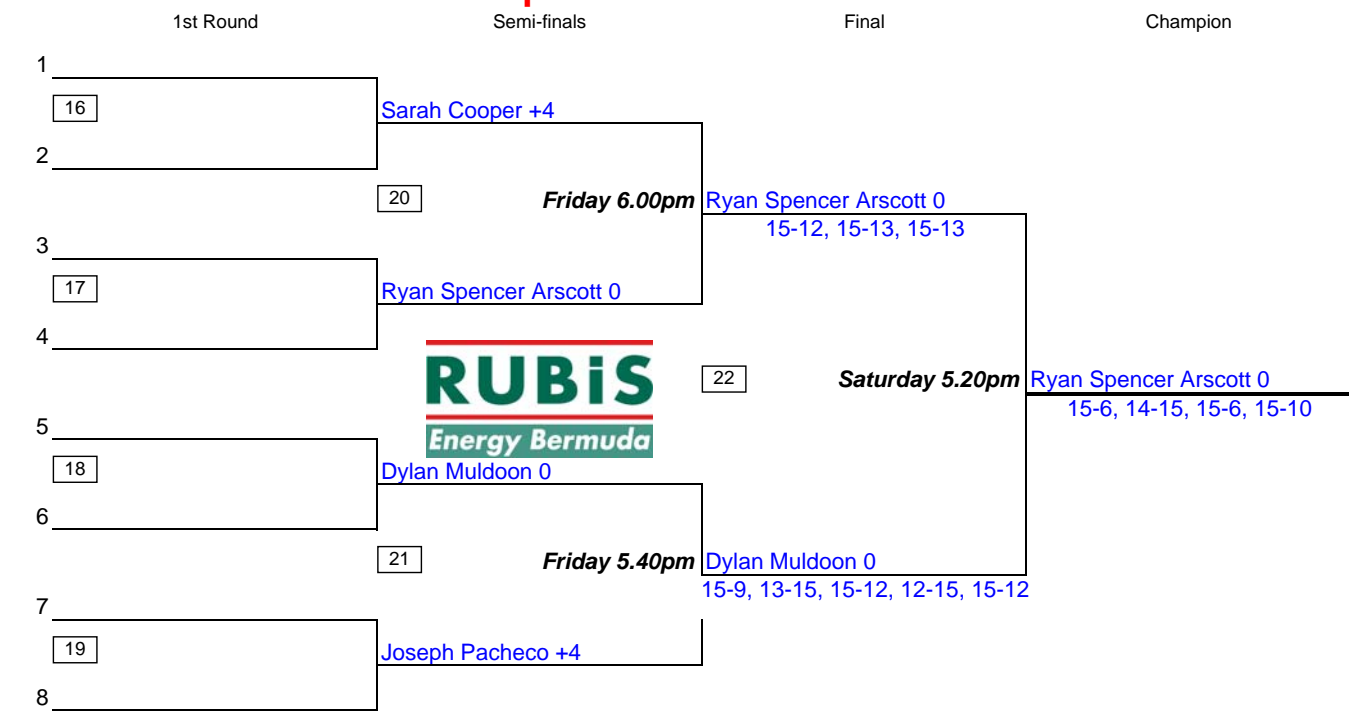 1st Round Semi-finals Final Champion
1
16 Sarah Cooper +4
2
20 Friday 6.00pm Ryan Spencer Arscott 0
15-12, 15-13, 15-13
3
17 Ryan Spencer Arscott 0
4
RUBiS
Energy Bermuda
22 Saturday 5.20pm Ryan Spencer Arscott 0
15-6, 14-15, 15-6, 15-10
5
18 Dylan Muldoon 0
6
21 Friday 5.40pm Dylan Muldoon 0
15-9, 13-15, 15-12, 12-15, 15-12
7
19 Joseph Pacheco +4
8